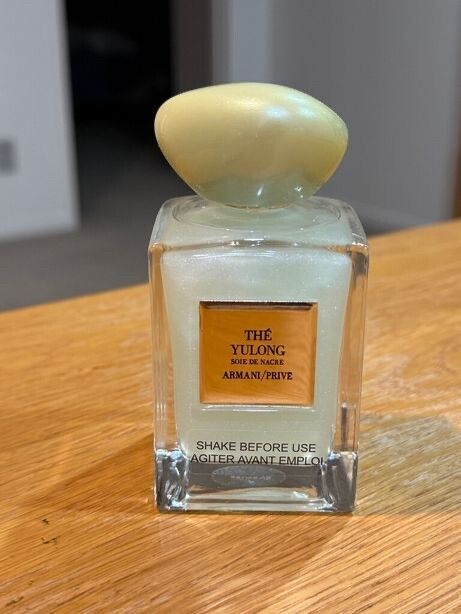 THÉ
YULONG
SOIE DE NACRE
ARMANI/PRIVE
SHAKE BEFORE USE
AGITER AVANT EMPLOI